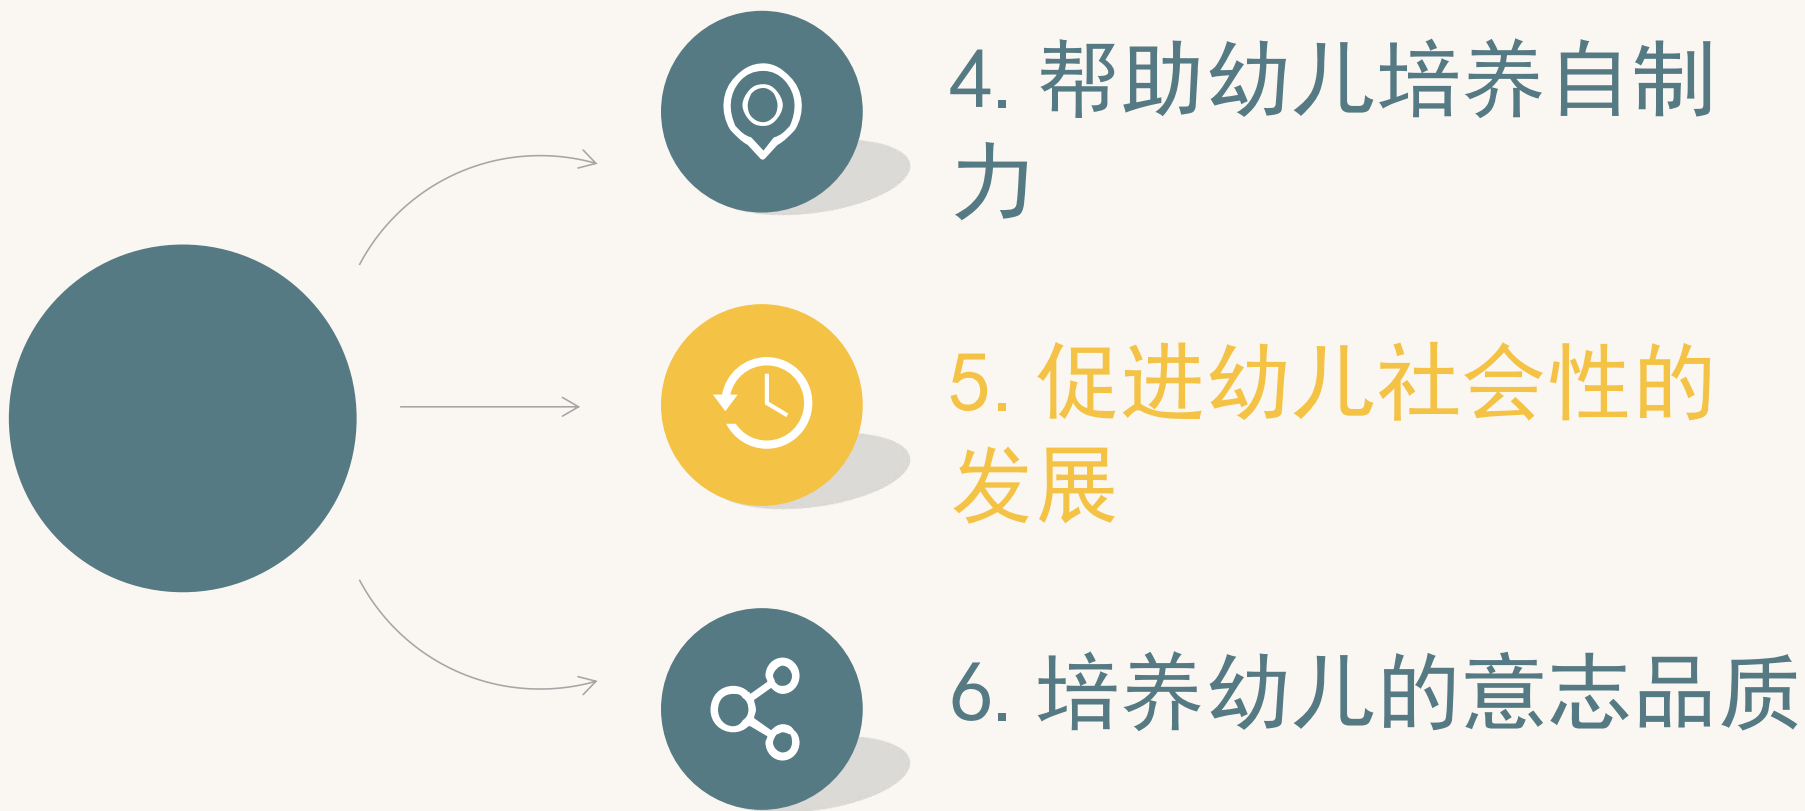 4. 帮助幼儿培养自制
力
5. 促进幼儿社会性的
发展
6. 培养幼儿的意志品质